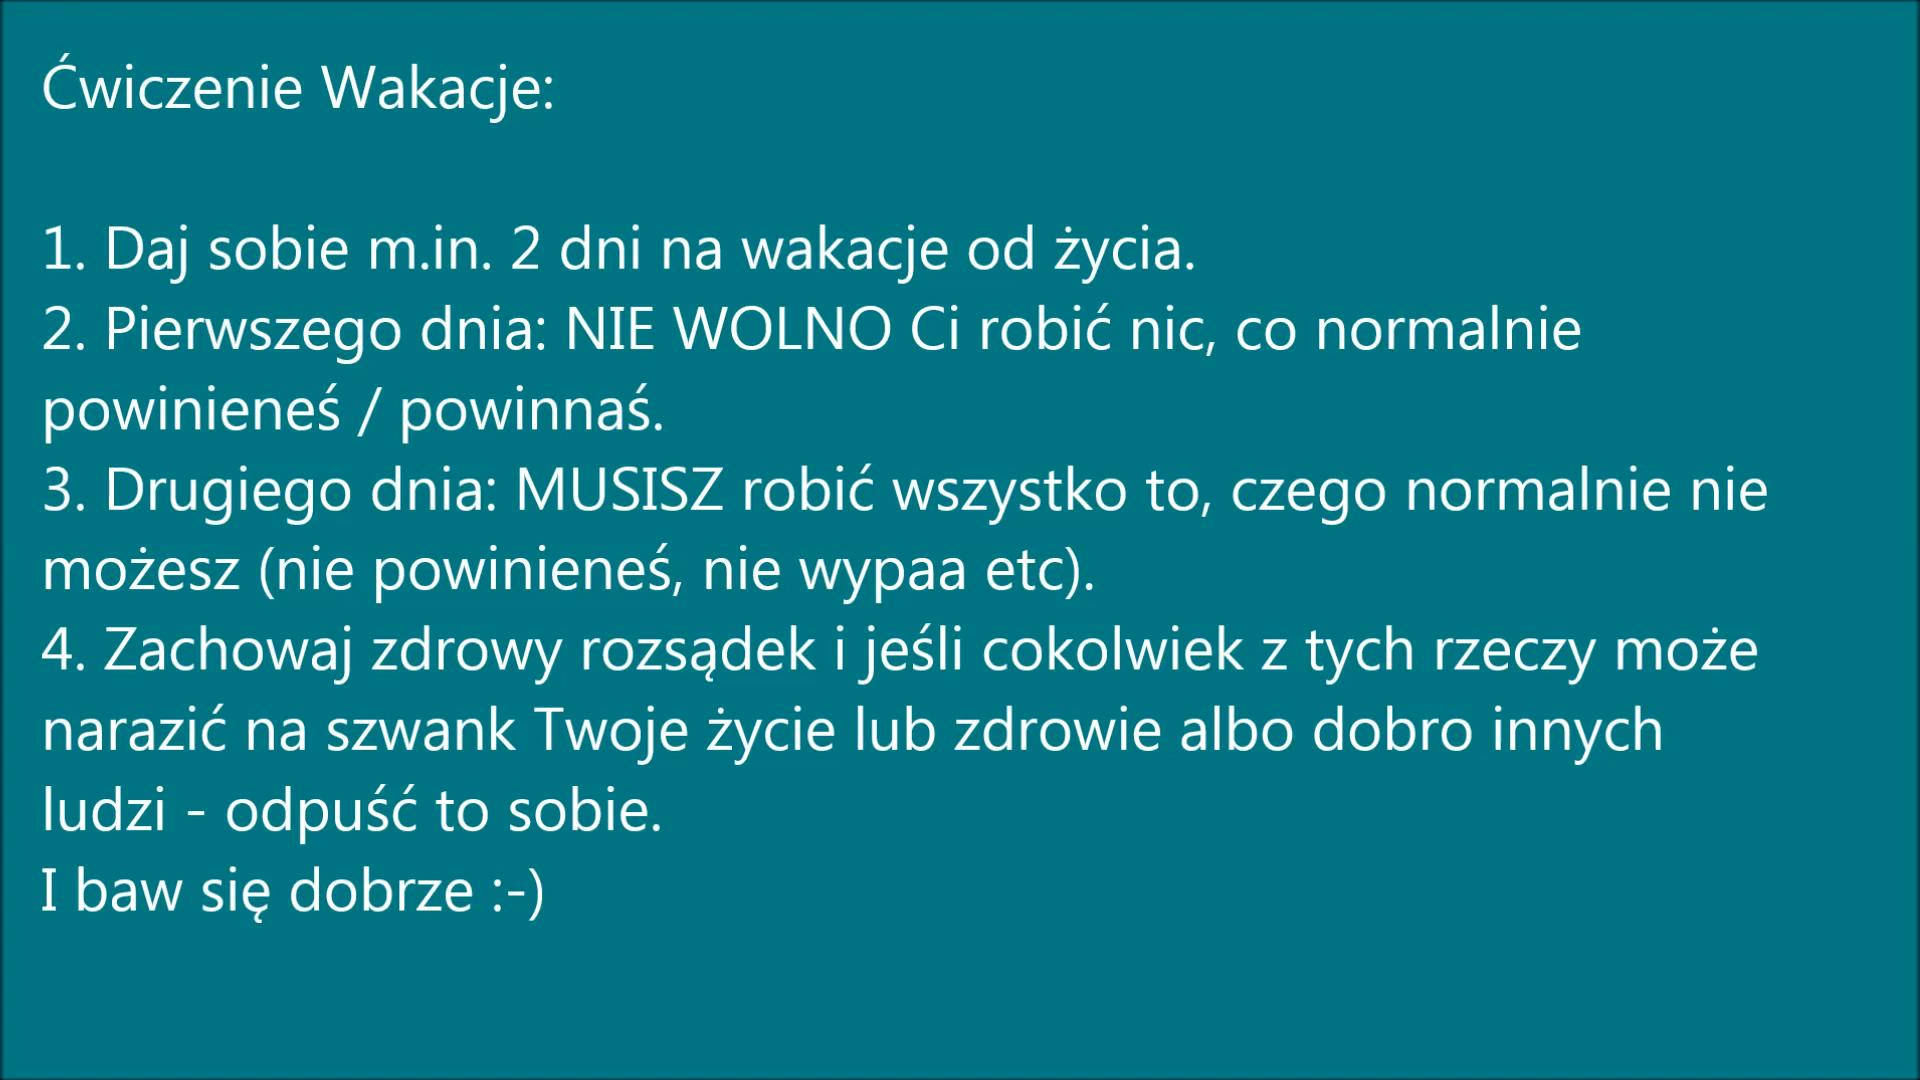 Ćwiczenie Wakacje:
1. Daj sobie m.in. 2 dni na wakacje od życia.
2. Pierwszego dnia: NIE WOLNO Ci robić nic, co normalnie
powinieneś / powinnaś.
3. Drugiego dnia: MUSISZ robić wszystko to, czego normalnie nie
możesz (nie powinieneś, nie wypaa etc).
4. Zachowaj zdrowy rozsądek i jeśli cokolwiek z tych rzeczy może
narazić na szwank Twoje życie lub zdrowie albo dobro innych
ludzi - odpuść to sobie.
I baw się dobrze :-)